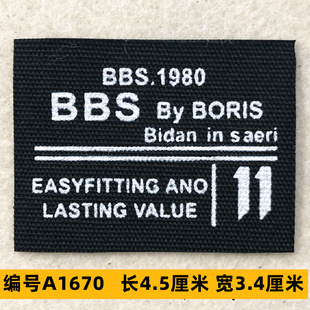 BBS.1980
BBS By BORIS
Bidan in saeri
EASYFITTING ANO
LASTING VALUE
11
编号A1670 长4.5厘米 宽3.4厘米